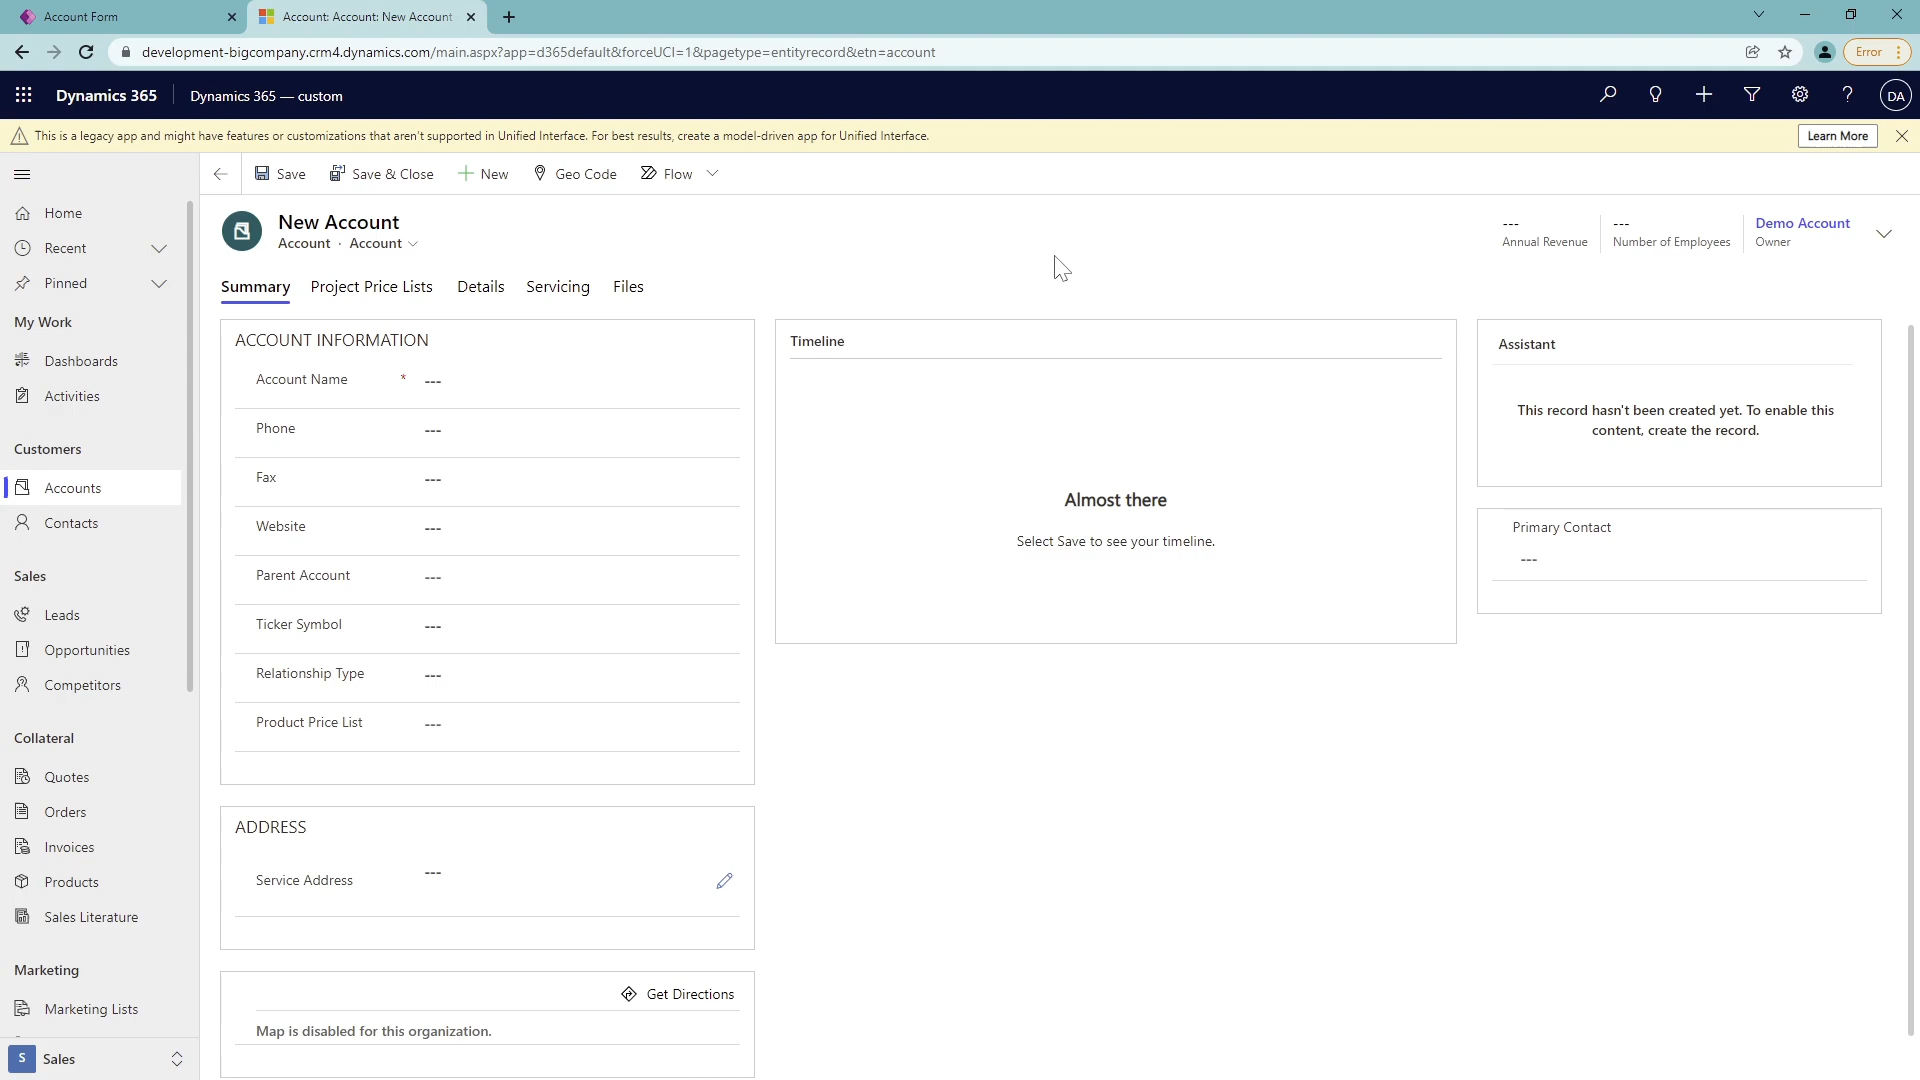 Account Form
Account: Account: New Account
development-bigcompany.crm4.dynamics.com/main.aspx?app=d365default&forceUCI=1&pagetype=entityrecord&etn=account
Error
Dynamics 365
Dynamics 365 — custom
DA
This is a legacy app and might have features or customizations that aren't supported in Unified Interface. For best results, create a model-driven app for Unified Interface.
Learn More
Save
Save & Close
New
Geo Code
Flow
Home
Recent
Pinned
My Work
Dashboards
Activities
Customers
Accounts
Contacts
Sales
Leads
Opportunities
Competitors
Collateral
Quotes
Orders
Invoices
Products
Sales Literature
Marketing
Marketing Lists
S
Sales
New Account
Account · Account
---
Annual Revenue
---
Number of Employees
Demo Account
Owner
Summary
Project Price Lists
Details
Servicing
Files
ACCOUNT INFORMATION
Account Name * ---
Phone ---
Fax ---
Website ---
Parent Account ---
Ticker Symbol ---
Relationship Type ---
Product Price List ---
ADDRESS
Service Address ---
Get Directions
Map is disabled for this organization.
Timeline
Almost there
Select Save to see your timeline.
Assistant
This record hasn't been created yet. To enable this
content, create the record.
Primary Contact
---